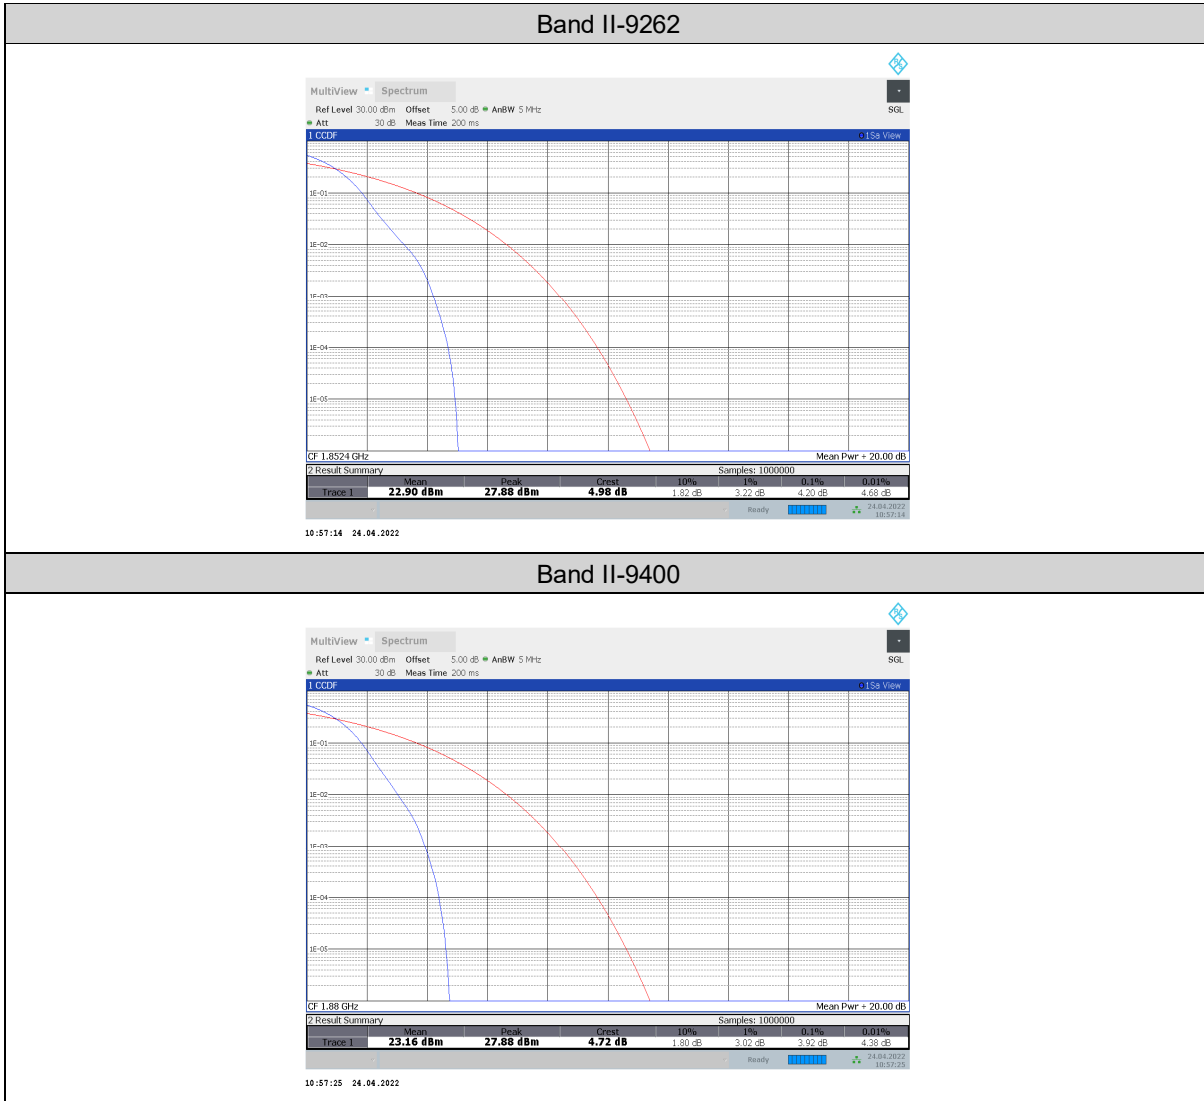 Band II-9262
MultiView Spectrum
Ref Level 30.00 dBm Offset 5.00 dB AnBW 5 MHz SGL
Att 30 dB Meas Time 200 ms
1 CCDF 1Sa View
1E-01
1E-02
1E-03
1E-04
1E-05
CF 1.8524 GHz Mean Pwr + 20.00 dB
2 Result Summary Samples: 1000000
Mean Peak Crest 10% 1% 0.1% 0.01%
Trace 1 22.90 dBm 27.88 dBm 4.98 dB 1.82 dB 3.22 dB 4.20 dB 4.68 dB
Ready 24.04.2022
10:57:14
10:57:14 24.04.2022
Band II-9400
MultiView Spectrum
Ref Level 30.00 dBm Offset 5.00 dB AnBW 5 MHz SGL
Att 30 dB Meas Time 200 ms
1 CCDF 1Sa View
1E-01
1E-02
1E-03
1E-04
1E-05
CF 1.88 GHz Mean Pwr + 20.00 dB
2 Result Summary Samples: 1000000
Mean Peak Crest 10% 1% 0.1% 0.01%
Trace 1 23.16 dBm 27.88 dBm 4.72 dB 1.80 dB 3.02 dB 3.92 dB 4.38 dB
Ready 24.04.2022
10:57:25
10:57:25 24.04.2022